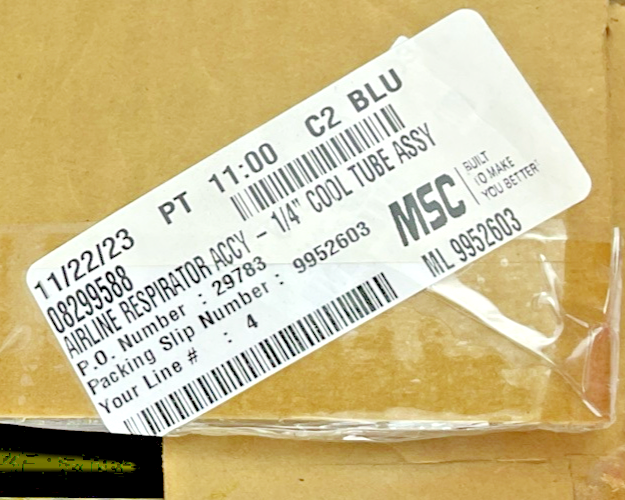 11/22/23 PT 11:00 C2 BLU
08299588
AIRLINE RESPIRATOR ACCY - 1/4" COOL TUBE ASSY
P.O. Number : 29783
Packing Slip Number : 9952603
Your Line # : 4
MSC
BUILT
TO MAKE
YOU BETTER
ML 9952603